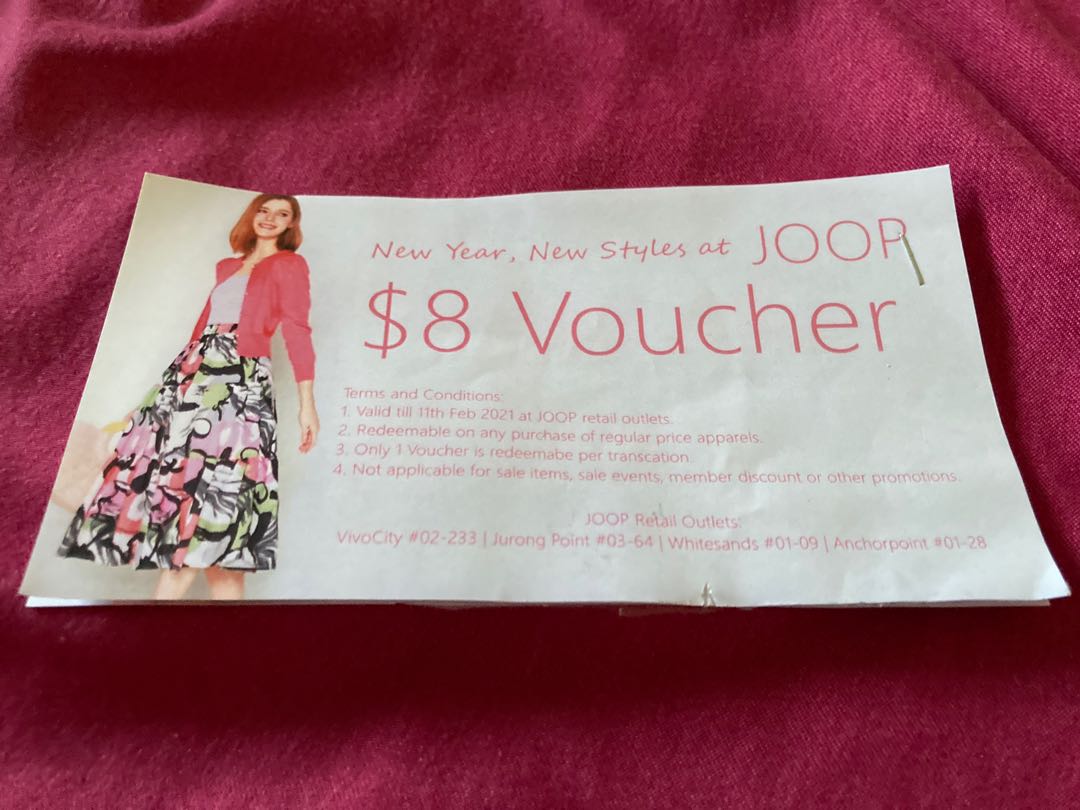 New Year, New Styles at JOOP
$8 Voucher
Terms and Conditions:
1. Valid till 11th Feb 2021 at JOOP retail outlets.
2. Redeemable on any purchase of regular price apparels.
3. Only 1 Voucher is redeemabe per transcation.
4. Not applicable for sale items, sale events, member discount or other promotions.
JOOP Retail Outlets:
VivoCity #02-233 | Jurong Point #03-64 | Whitesands #01-09 | Anchorpoint #01-28